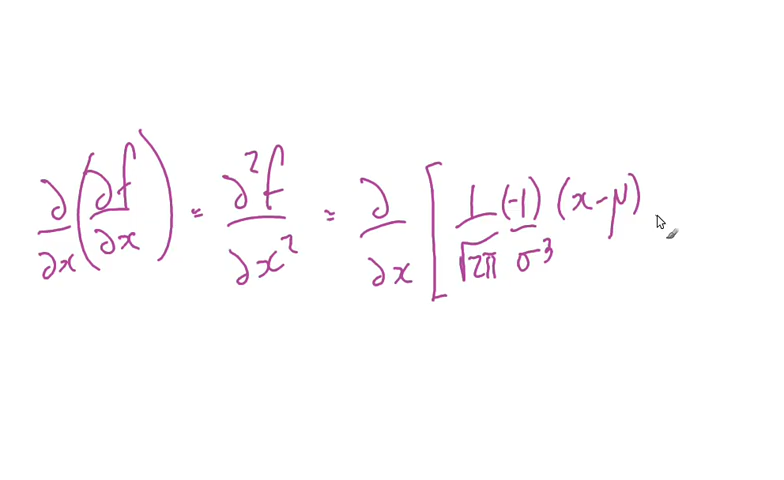 ∂/∂x (∂f/∂x) = ∂²f/∂x² = ∂/∂x [ 1/√2π (-1)/σ³ (x-μ)